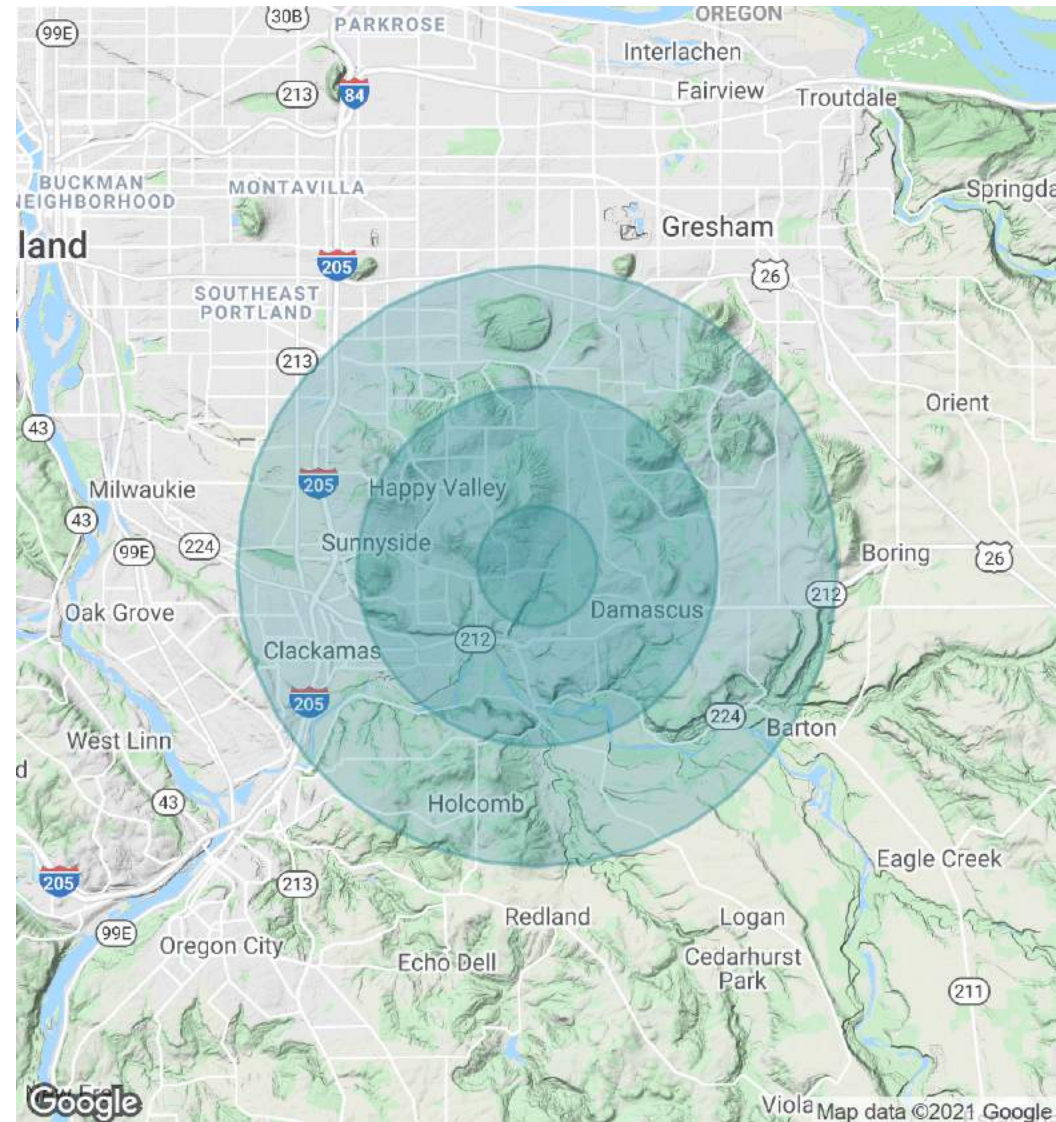 OREGON
30B
PARKROSE
99E
Interlachen
213
84
Fairview
Troutdale
BUCKMAN
NEIGHBORHOOD
MONTAVILLA
Springda
land
Gresham
205
26
SOUTHEAST
PORTLAND
213
43
Orient
205
Happy Valley
Milwaukie
43
99E
224
Sunnyside
Boring
26
Oak Grove
Damascus
212
212
Clackamas
205
224
West Linn
Barton
d
43
Holcomb
205
213
Eagle Creek
99E
Redland
Logan
Oregon City
Echo Dell
Cedarhurst
Park
211
Google
Viola
Map data ©2021 Google